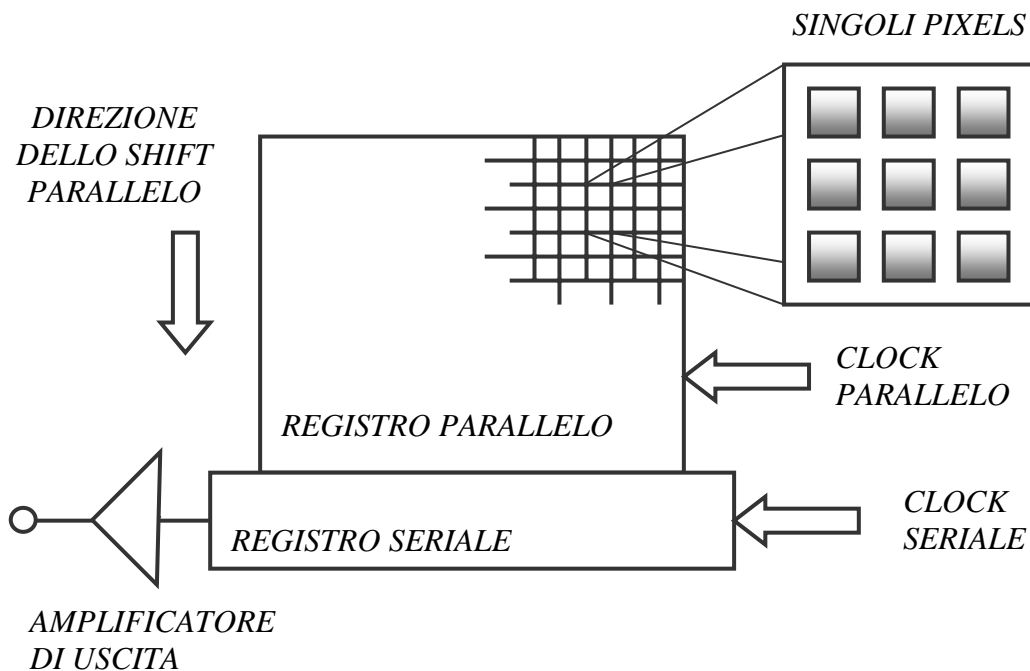 SINGOLI PIXELS
DIREZIONE
DELLO SHIFT
PARALLELO
CLOCK
PARALLELO
REGISTRO PARALLELO
CLOCK
SERIALE
REGISTRO SERIALE
AMPLIFICATORE
DI USCITA